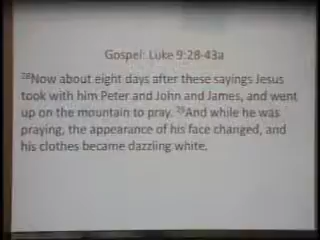 Gospel: Luke 9:28-43a
28Now about eight days after these sayings Jesus
took with him Peter and John and James, and went
up on the mountain to pray. 29And while he was
praying, the appearance of his face changed, and
his clothes became dazzling white.